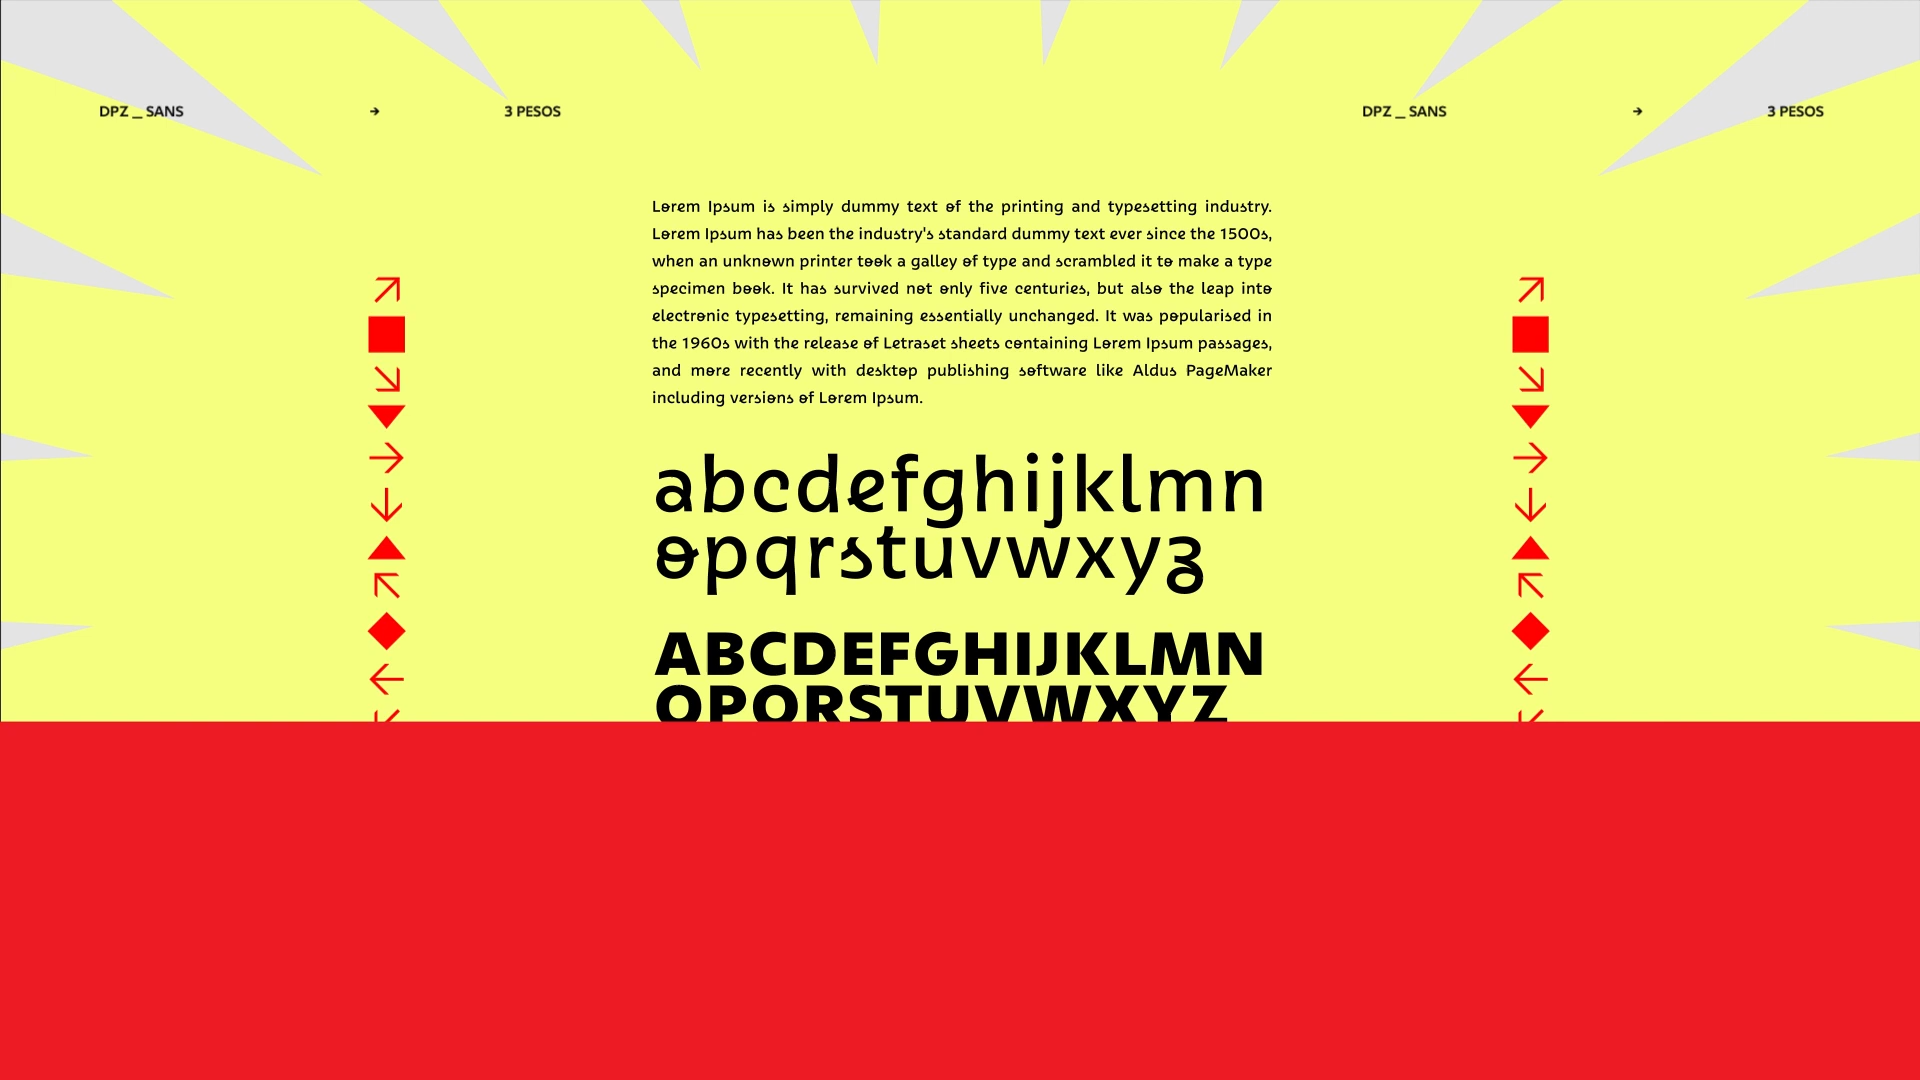 DPZ _ SANS → 3 PESOS DPZ _ SANS → 3 PESOS
Lorem Ipsum is simply dummy text of the printing and typesetting industry.
Lorem Ipsum has been the industry's standard dummy text ever since the 1500s,
when an unknown printer took a galley of type and scrambled it to make a type
specimen book. It has survived not only five centuries, but also the leap into
electronic typesetting, remaining essentially unchanged. It was popularised in
the 1960s with the release of Letraset sheets containing Lorem Ipsum passages,
and more recently with desktop publishing software like Aldus PageMaker
including versions of Lorem Ipsum.
abcdefghijklmn
opqrstuvwxyz
ABCDEFGHIJKLMN
OPQRSTUVWXYZ